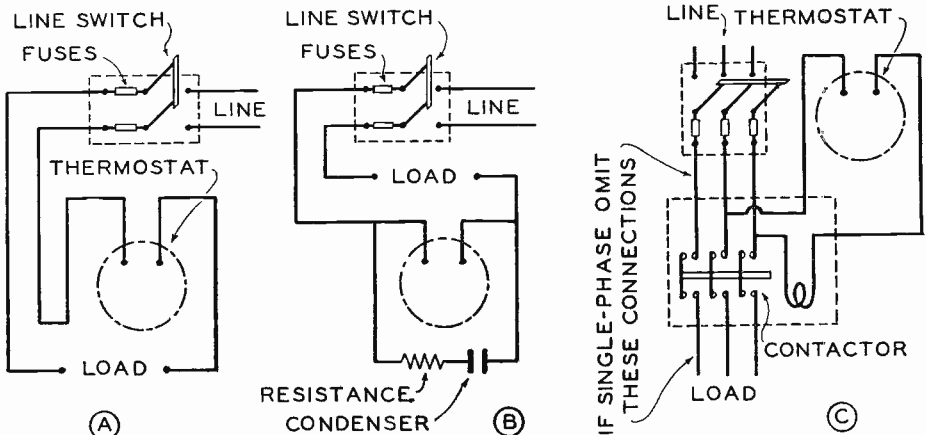 LINE SWITCH
FUSES
LINE
THERMOSTAT
LOAD
A
LINE SWITCH
FUSES
LINE
LOAD
RESISTANCE
CONDENSER
B
LINE
THERMOSTAT
IF SINGLE-PHASE OMIT
THESE CONNECTIONS
CONTACTOR
LOAD
C